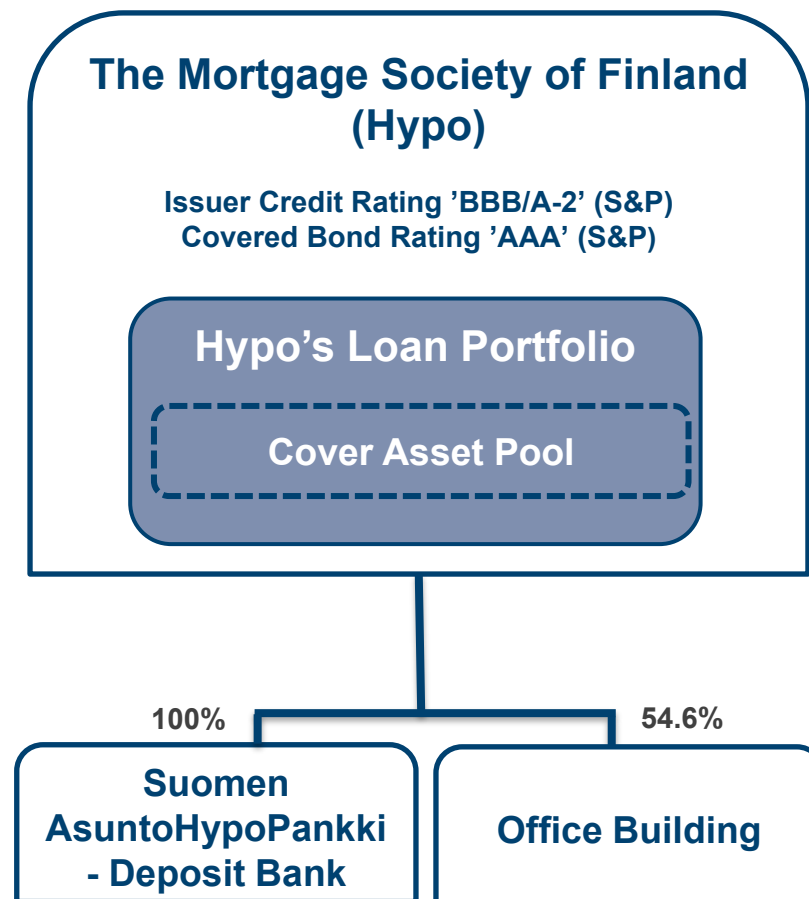 The Mortgage Society of Finland
(Hypo)
Issuer Credit Rating ’BBB/A-2’ (S&P)
Covered Bond Rating ’AAA’ (S&P)
Hypo’s Loan Portfolio
Cover Asset Pool
100%
54.6%
Suomen
AsuntoHypoPankki
- Deposit Bank
Office Building